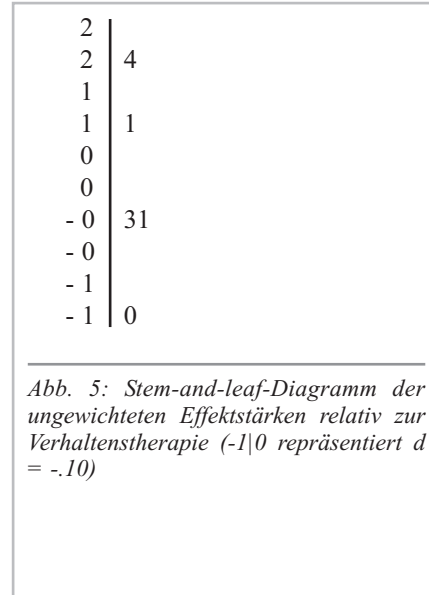 2
2 4
1
1 1
0
0
- 0 31
- 0
- 1
- 1 0
Abb. 5: Stem-and-leaf-Diagramm der
ungewichteten Effektstärken relativ zur
Verhaltenstherapie (-1|0 repräsentiert d
= -.10)